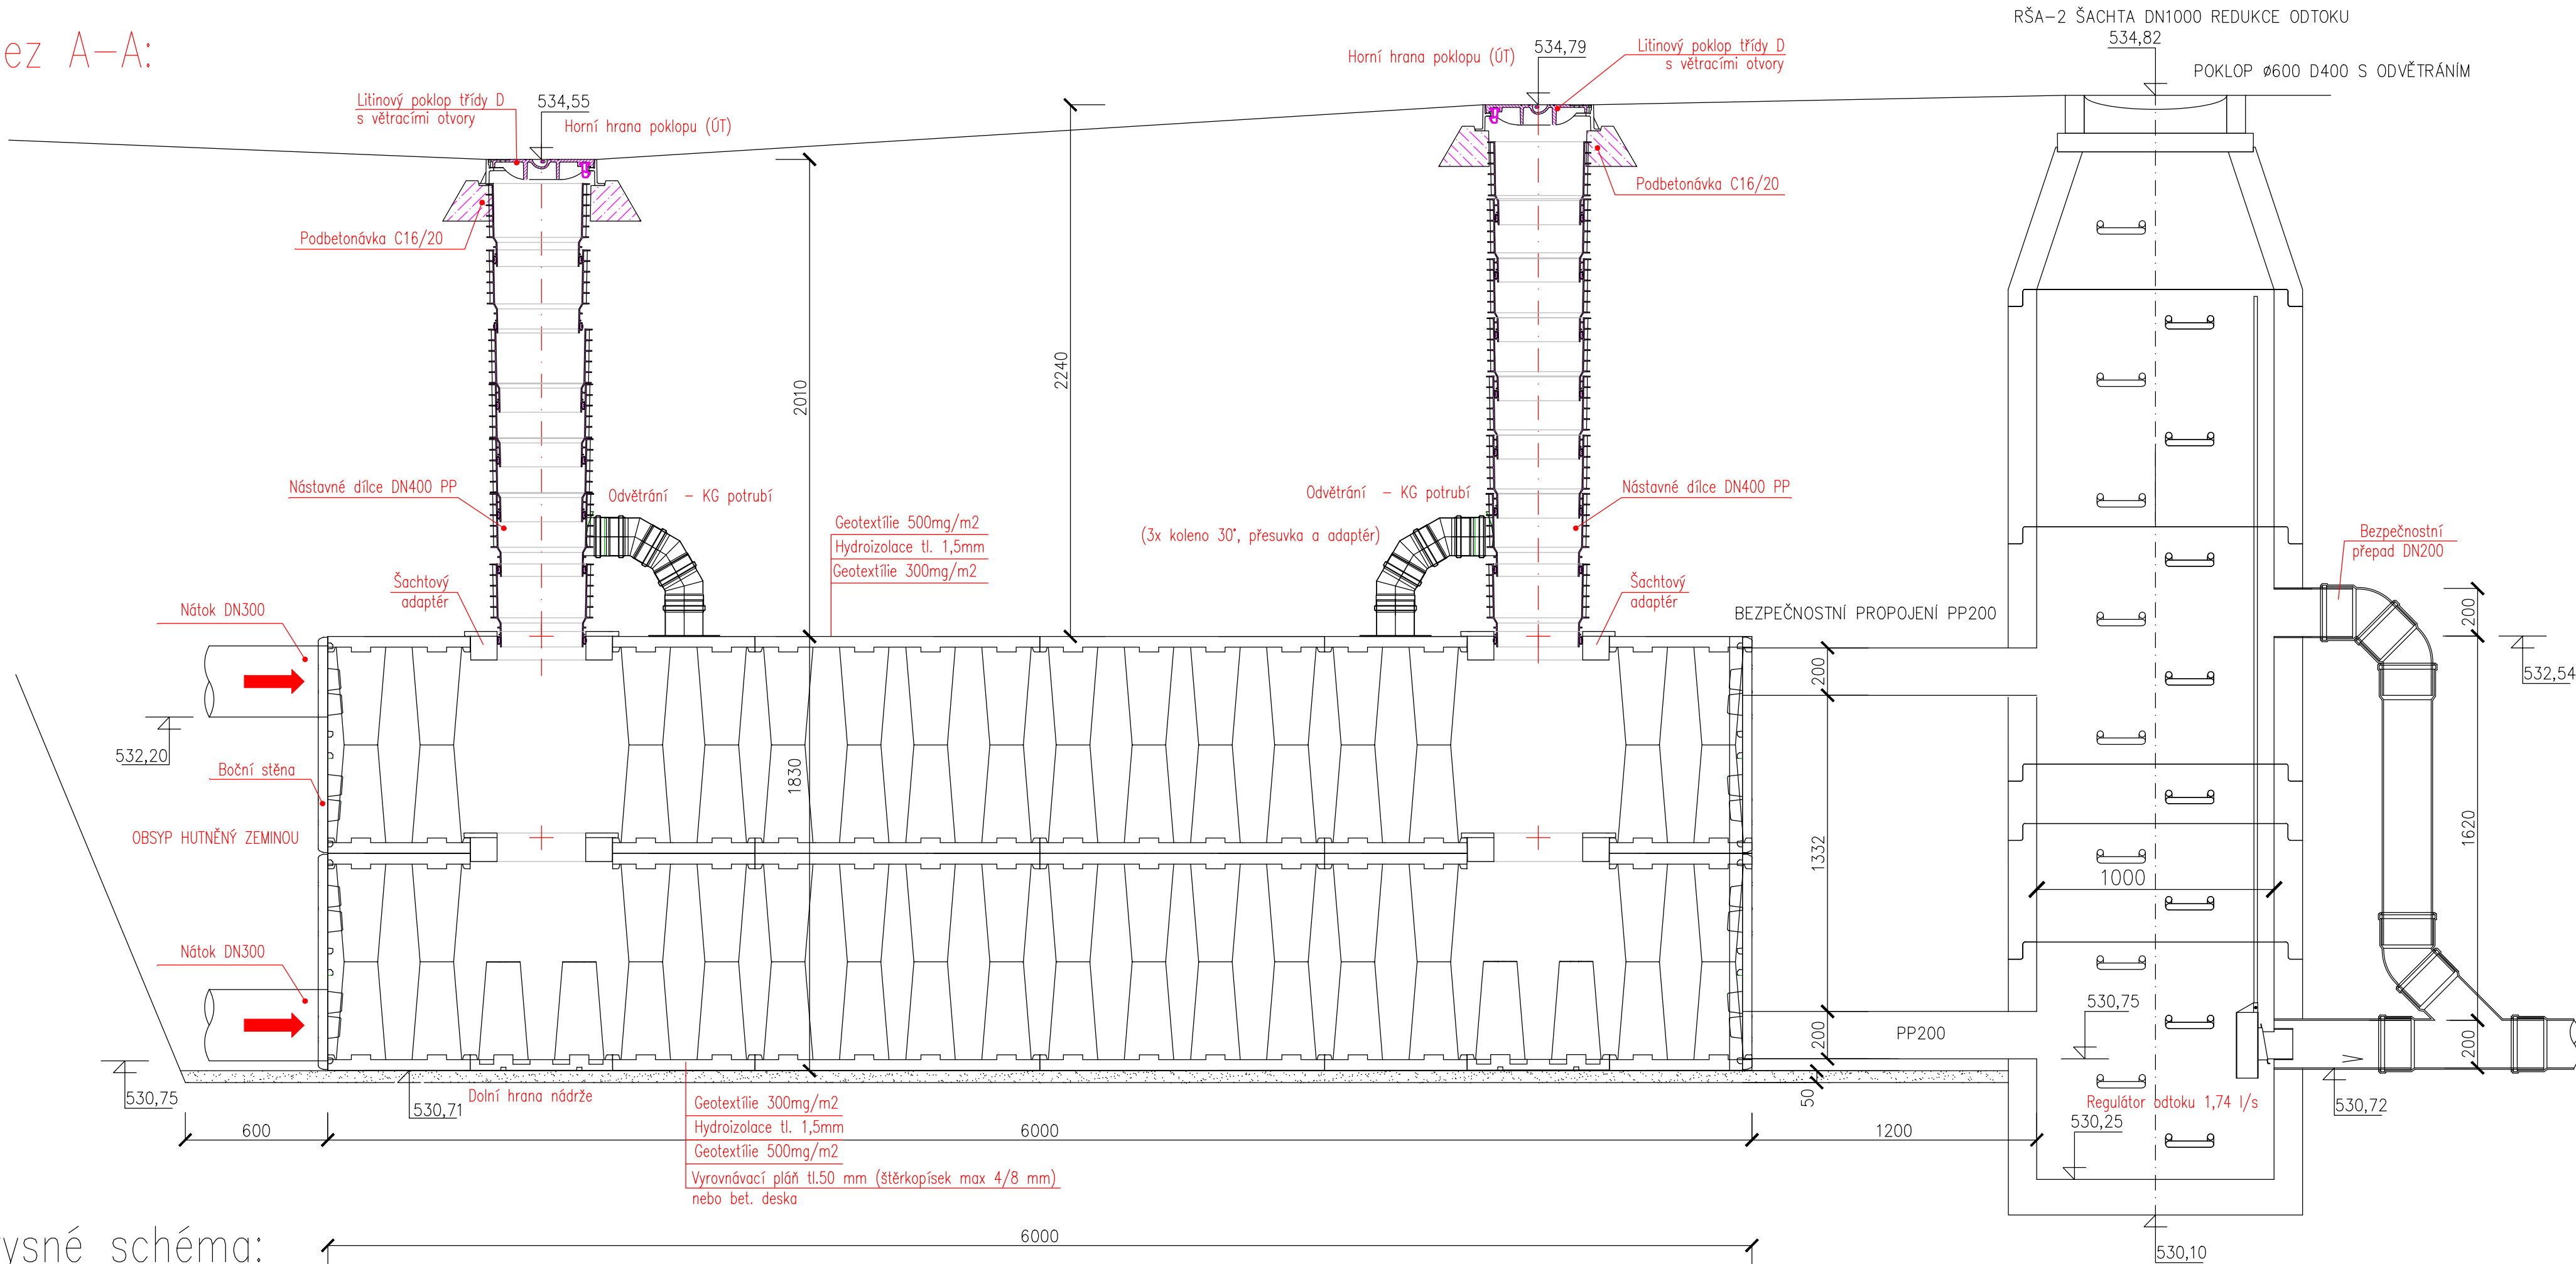 ez A-A:
RŠA-2 ŠACHTA DN1000 REDUKCE ODTOKU
534,82
POKLOP ø600 D400 S ODVĚTRÁNÍM
Horní hrana poklopu (ÚT)
534,79
Litinový poklop třídy D
s větracími otvory
Litinový poklop třídy D
s větracími otvory
534,55
Horní hrana poklopu (ÚT)
Podbetonávka C16/20
Podbetonávka C16/20
2010
2240
Nástavné dílce DN400 PP
Odvětrání - KG potrubí
Geotextílie 500mg/m2
Hydroizolace tl. 1,5mm
Geotextílie 300mg/m2
Odvětrání - KG potrubí
(3x koleno 30°, přesuvka a adaptér)
Nástavné dílce DN400 PP
Bezpečnostní
přepad DN200
Šachtový
adaptér
Šachtový
adaptér
Nátok DN300
BEZPEČNOSTNÍ PROPOJENÍ PP200
200
532,54
200
532,20
Boční stěna
1830
OBSYP HUTNĚNÝ ZEMINOU
1332
1620
1000
Nátok DN300
530,75
200
PP200
200
530,75
530,71
Dolní hrana nádrže
50
Regulátor odtoku 1,74 l/s
530,72
530,25
600
6000
1200
Geotextílie 300mg/m2
Hydroizolace tl. 1,5mm
Geotextílie 500mg/m2
Vyrovnávací pláň tl.50 mm (štěrkopísek max 4/8 mm)
nebo bet. deska
ysné schéma:
6000
530,10